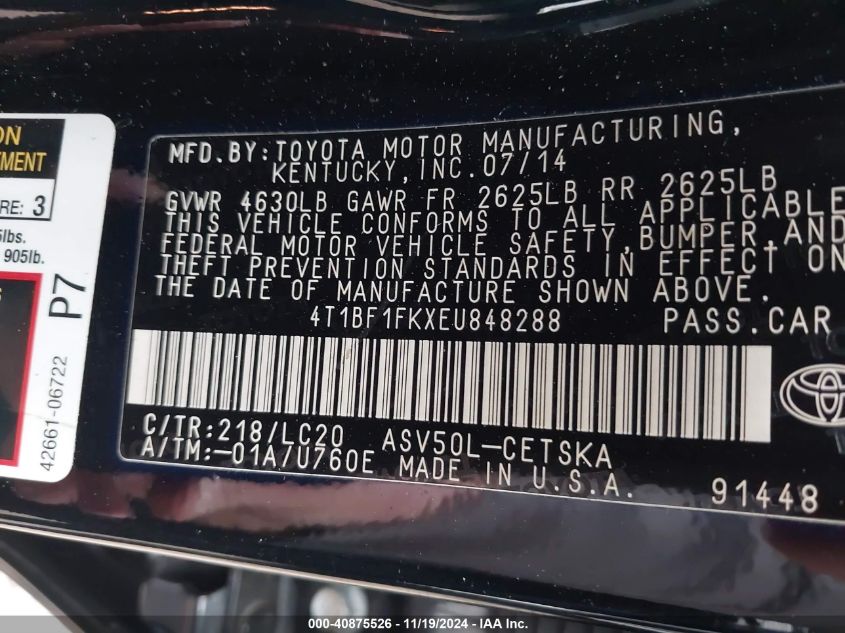 ON
TMENT
RE: 3
lbs.
905lb.
P7
42661-06722
MFD.BY:TOYOTA MOTOR MANUFACTURING,
KENTUCKY,INC.07/14
GVWR 4630LB GAWR FR 2625LB RR 2625LB
THIS VEHICLE CONFORMS TO ALL APPLICABLE
FEDERAL MOTOR VEHICLE SAFETY,BUMPER,AND
THEFT PREVENTION STANDARDS IN EFFECT ON
THE DATE OF MANUFACTURE SHOWN ABOVE.
4T1BF1FKXEU848288 PASS.CAR
C/TR:218/LC20 ASV50L-CETSKA
A/TM:-01A/U760E MADE IN U.S.A.
91448
000-40875526 - 11/19/2024 - IAA Inc.